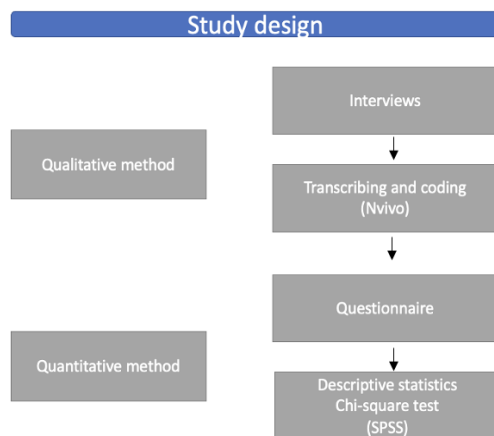 Study design
Interviews
Qualitative method
Transcribing and coding
(Nvivo)
Questionnaire
Quantitative method
Descriptive statistics
Chi-square test
(SPSS)